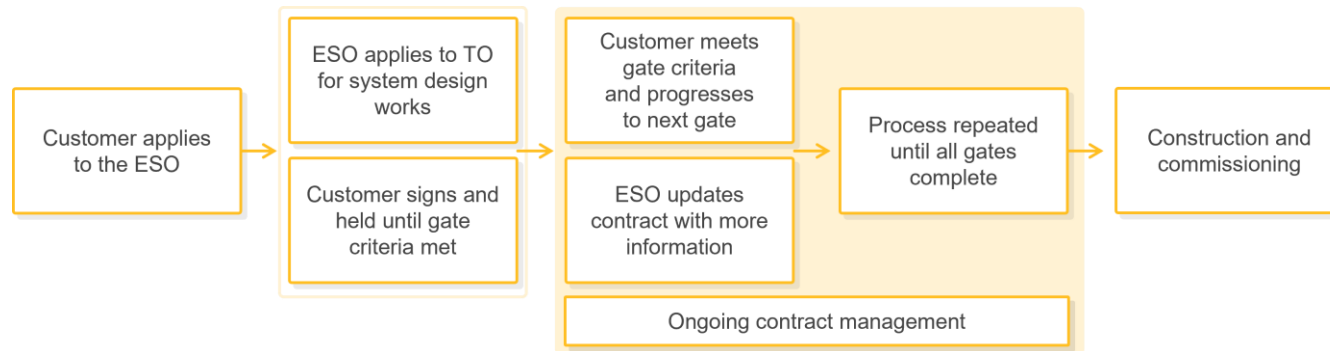 Customer applies
to the ESO
ESO applies to TO
for system design
works
Customer signs and
held until gate
criteria met
Customer meets
gate criteria
and progresses
to next gate
ESO updates
contract with more
information
Process repeated
until all gates
complete
Ongoing contract management
Construction and
commissioning